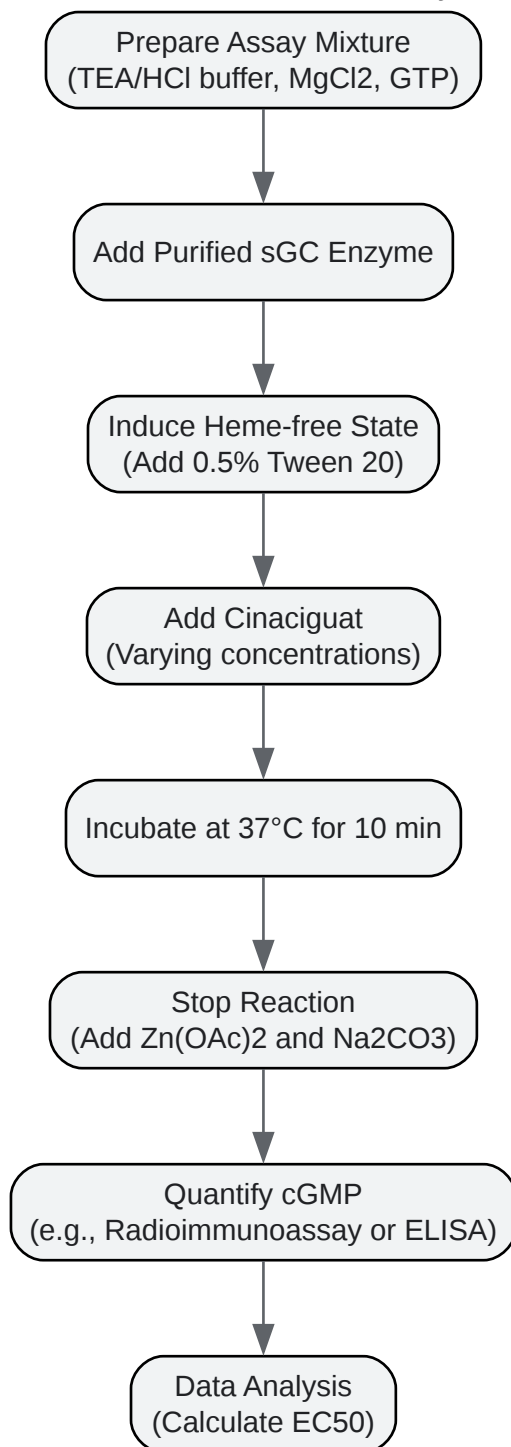 Prepare Assay Mixture
(TEA/HCl buffer, MgCl2, GTP)
Add Purified sGC Enzyme
Induce Heme-free State
(Add 0.5% Tween 20)
Add Cinaciguat
(Varying concentrations)
Incubate at 37°C for 10 min
Stop Reaction
(Add Zn(OAc)2 and Na2CO3)
Quantify cGMP
(e.g., Radioimmunoassay or ELISA)
Data Analysis
(Calculate EC50)